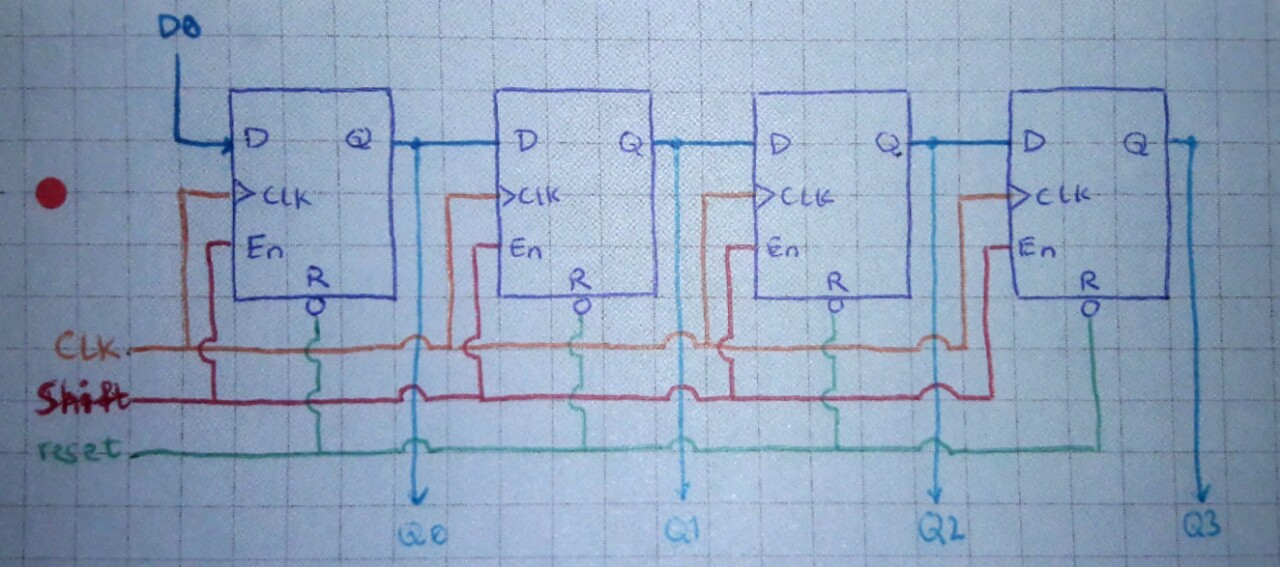 D0
D Q D Q D Q D Q
CLK CLK CLK CLK
En En En En
R R R R
CLK
Shift
reset
Q0 Q1 Q2 Q3